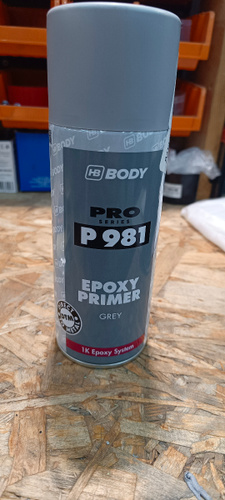 HB BODY
PRO
SERIES
P 981
EPOXY
PRIMER
GREY
1K Epoxy System